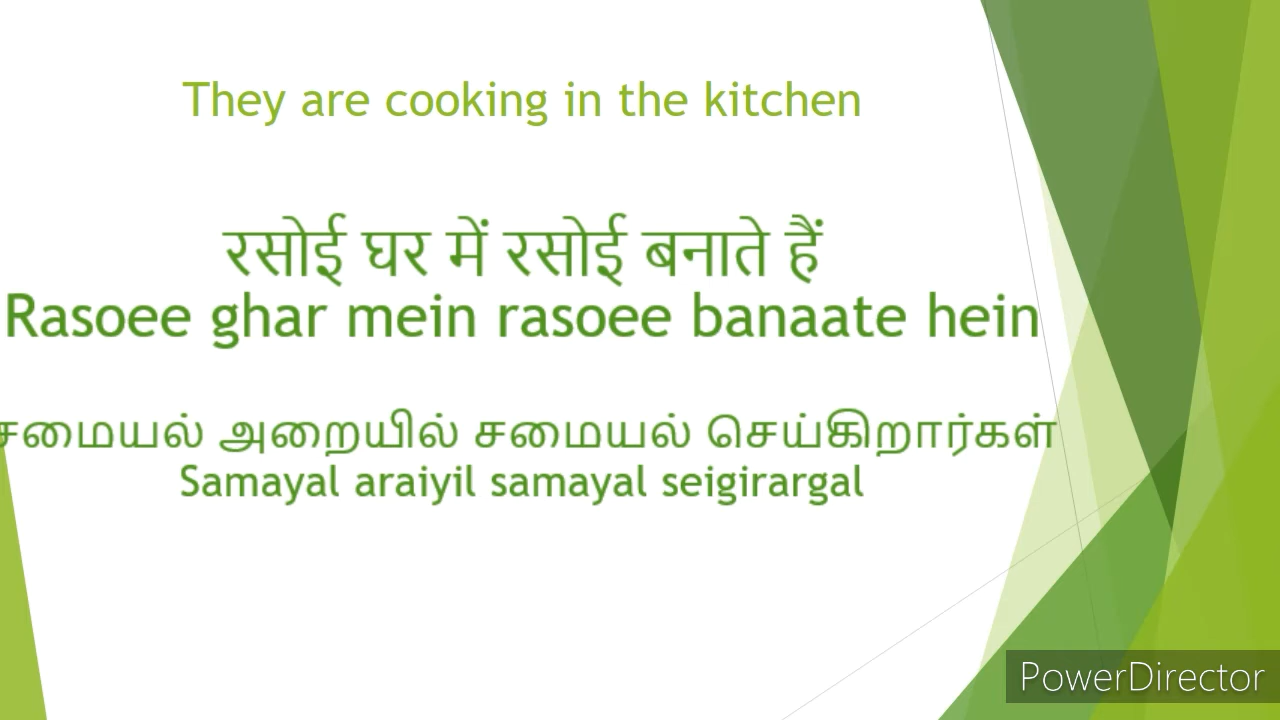 They are cooking in the kitchen
रसोई घर में रसोई बनाते हैं
Rasoee ghar mein rasoee banaate hein
சமையல் அறையில் சமையல் செய்கிறார்கள்
Samayal araiyil samayal seigirargal
PowerDirector